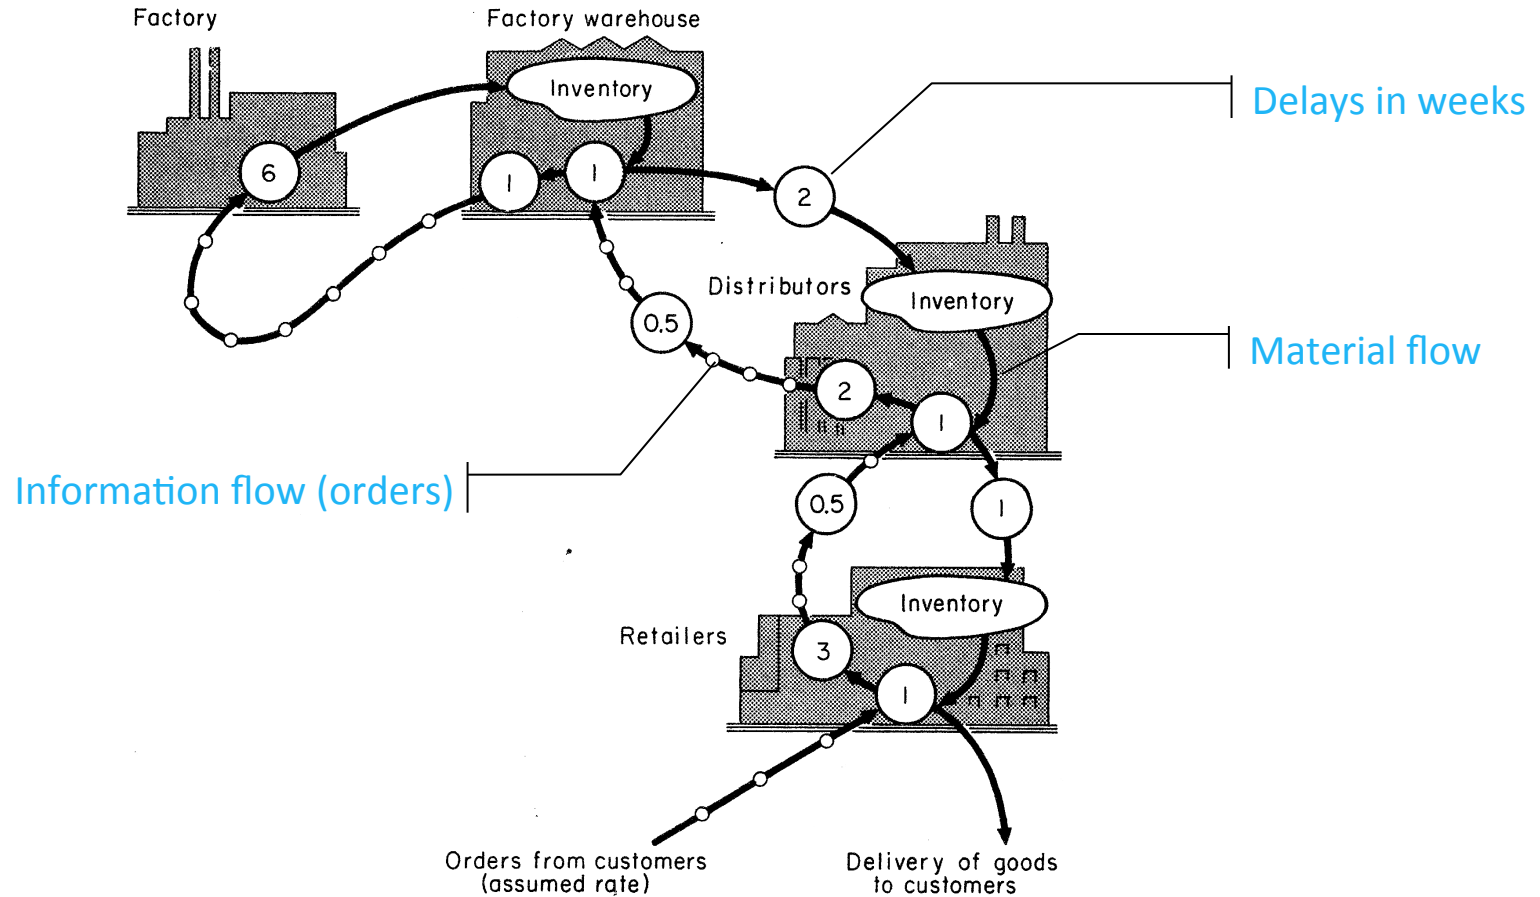 Factory
Factory warehouse
Inventory
Delays in weeks
6
1
1
2
Distributors
Inventory
0.5
Material flow
2
1
Information flow (orders)
0.5
1
Inventory
Retailers
3
1
Orders from customers
(assumed rate)
Delivery of goods
to customers